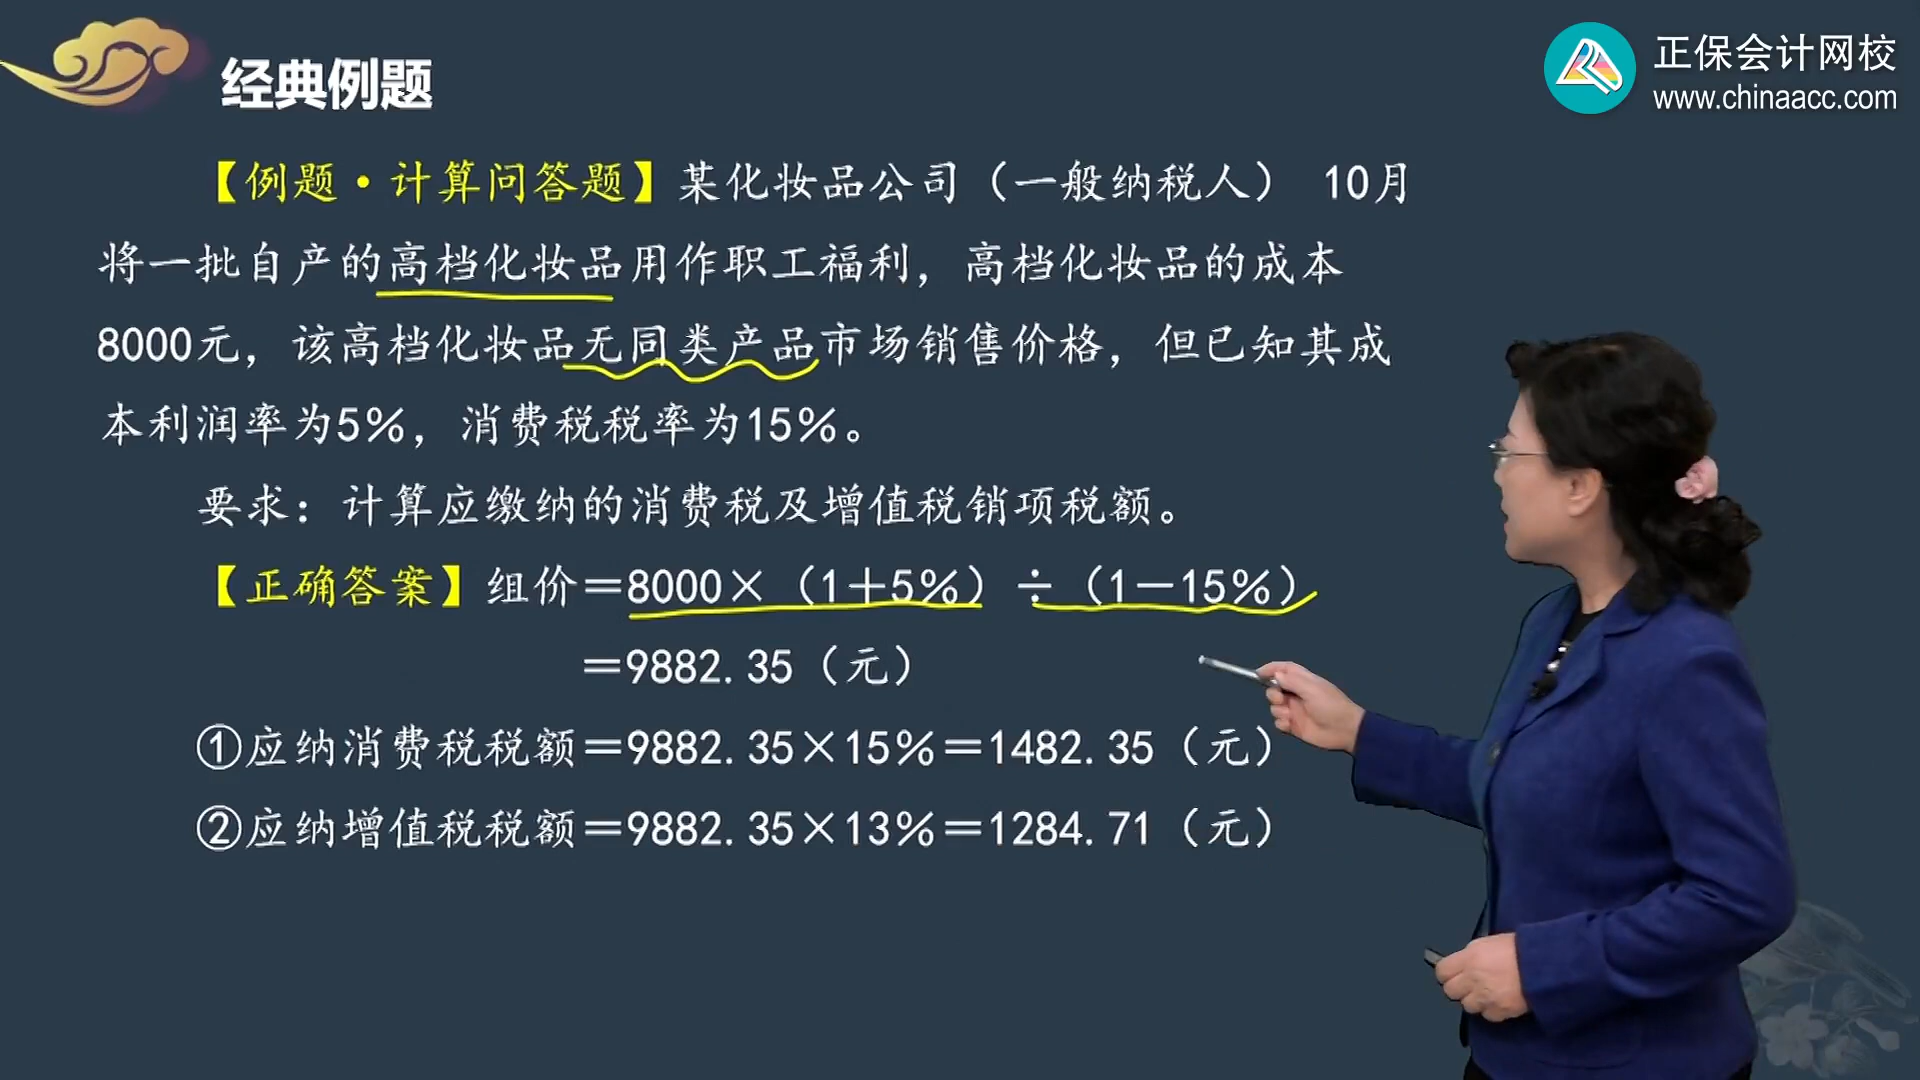 经典例题
正保会计网校
www.chinaacc.com
【例题·计算问答题】某化妆品公司（一般纳税人） 10月
将一批自产的高档化妆品用作职工福利，高档化妆品的成本
8000元，该高档化妆品无同类产品市场销售价格，但已知其成
本利润率为5%，消费税税率为15%。
要求：计算应缴纳的消费税及增值税销项税额。
【正确答案】组价＝8000×（1＋5%）÷（1－15%）
＝9882.35（元）
①应纳消费税税额＝9882.35×15%＝1482.35（元）
②应纳增值税税额＝9882.35×13%＝1284.71（元）